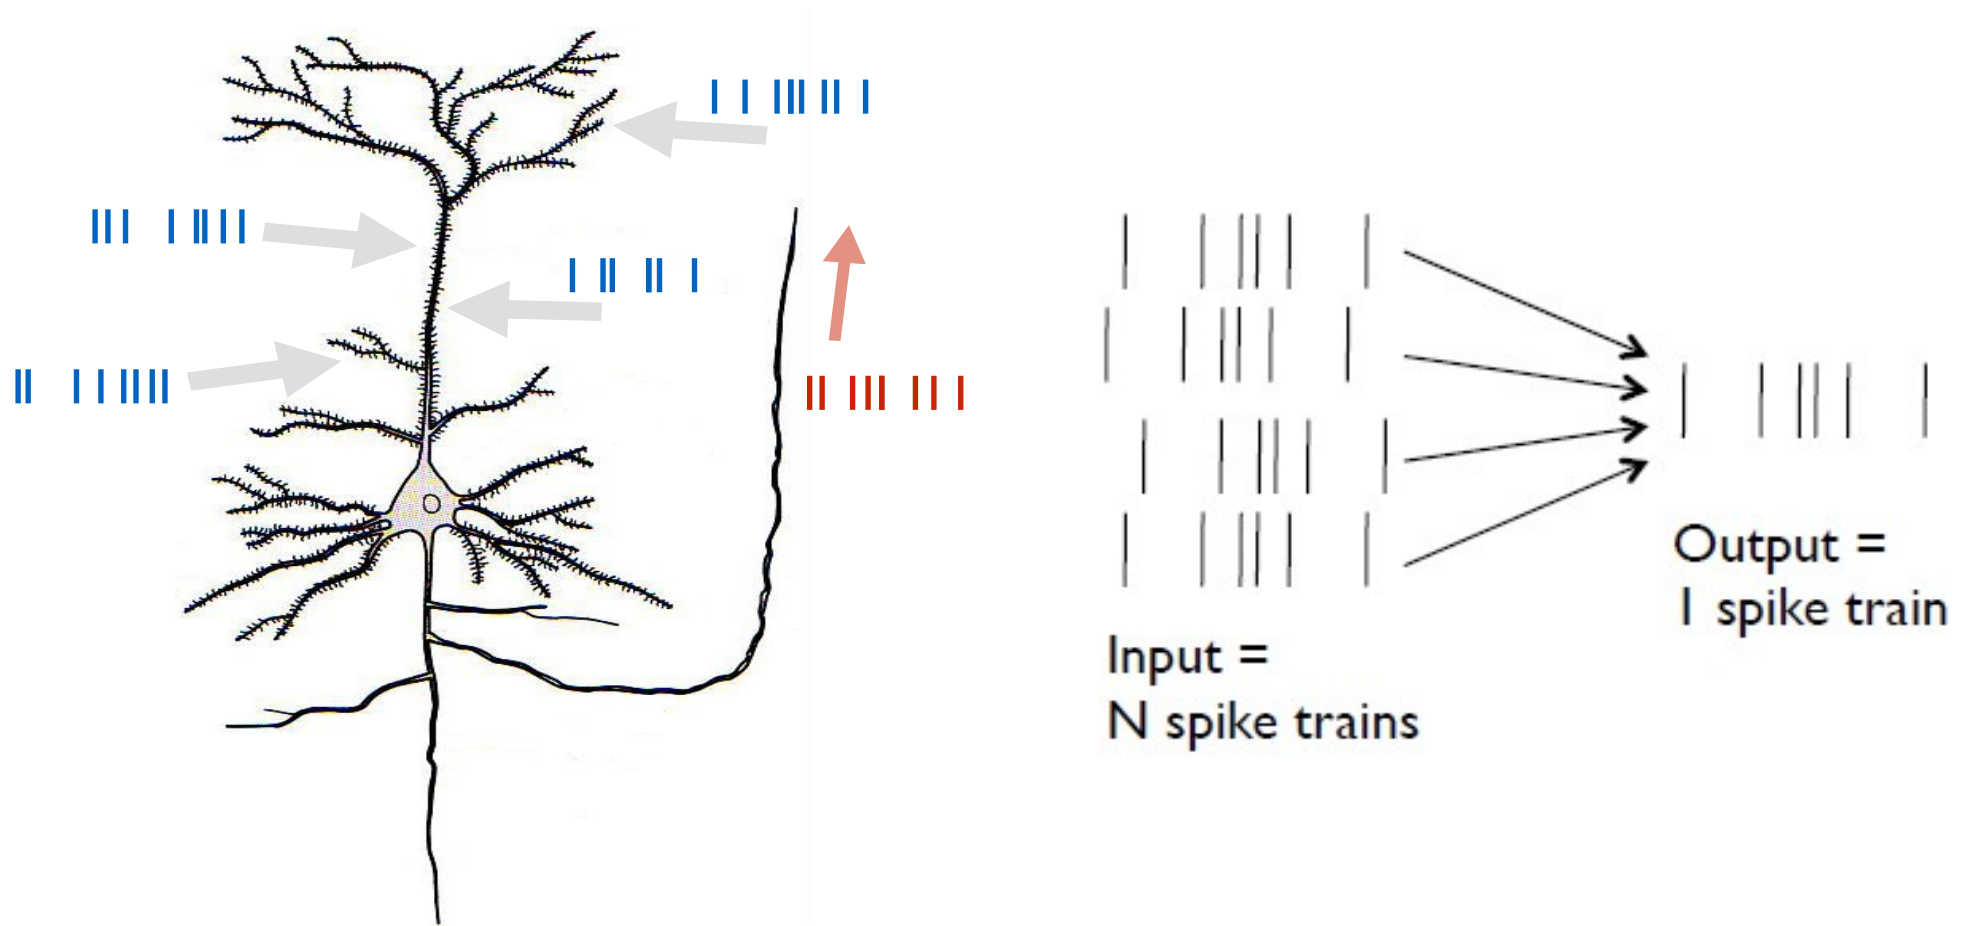 Output =
1 spike train
Input =
N spike trains